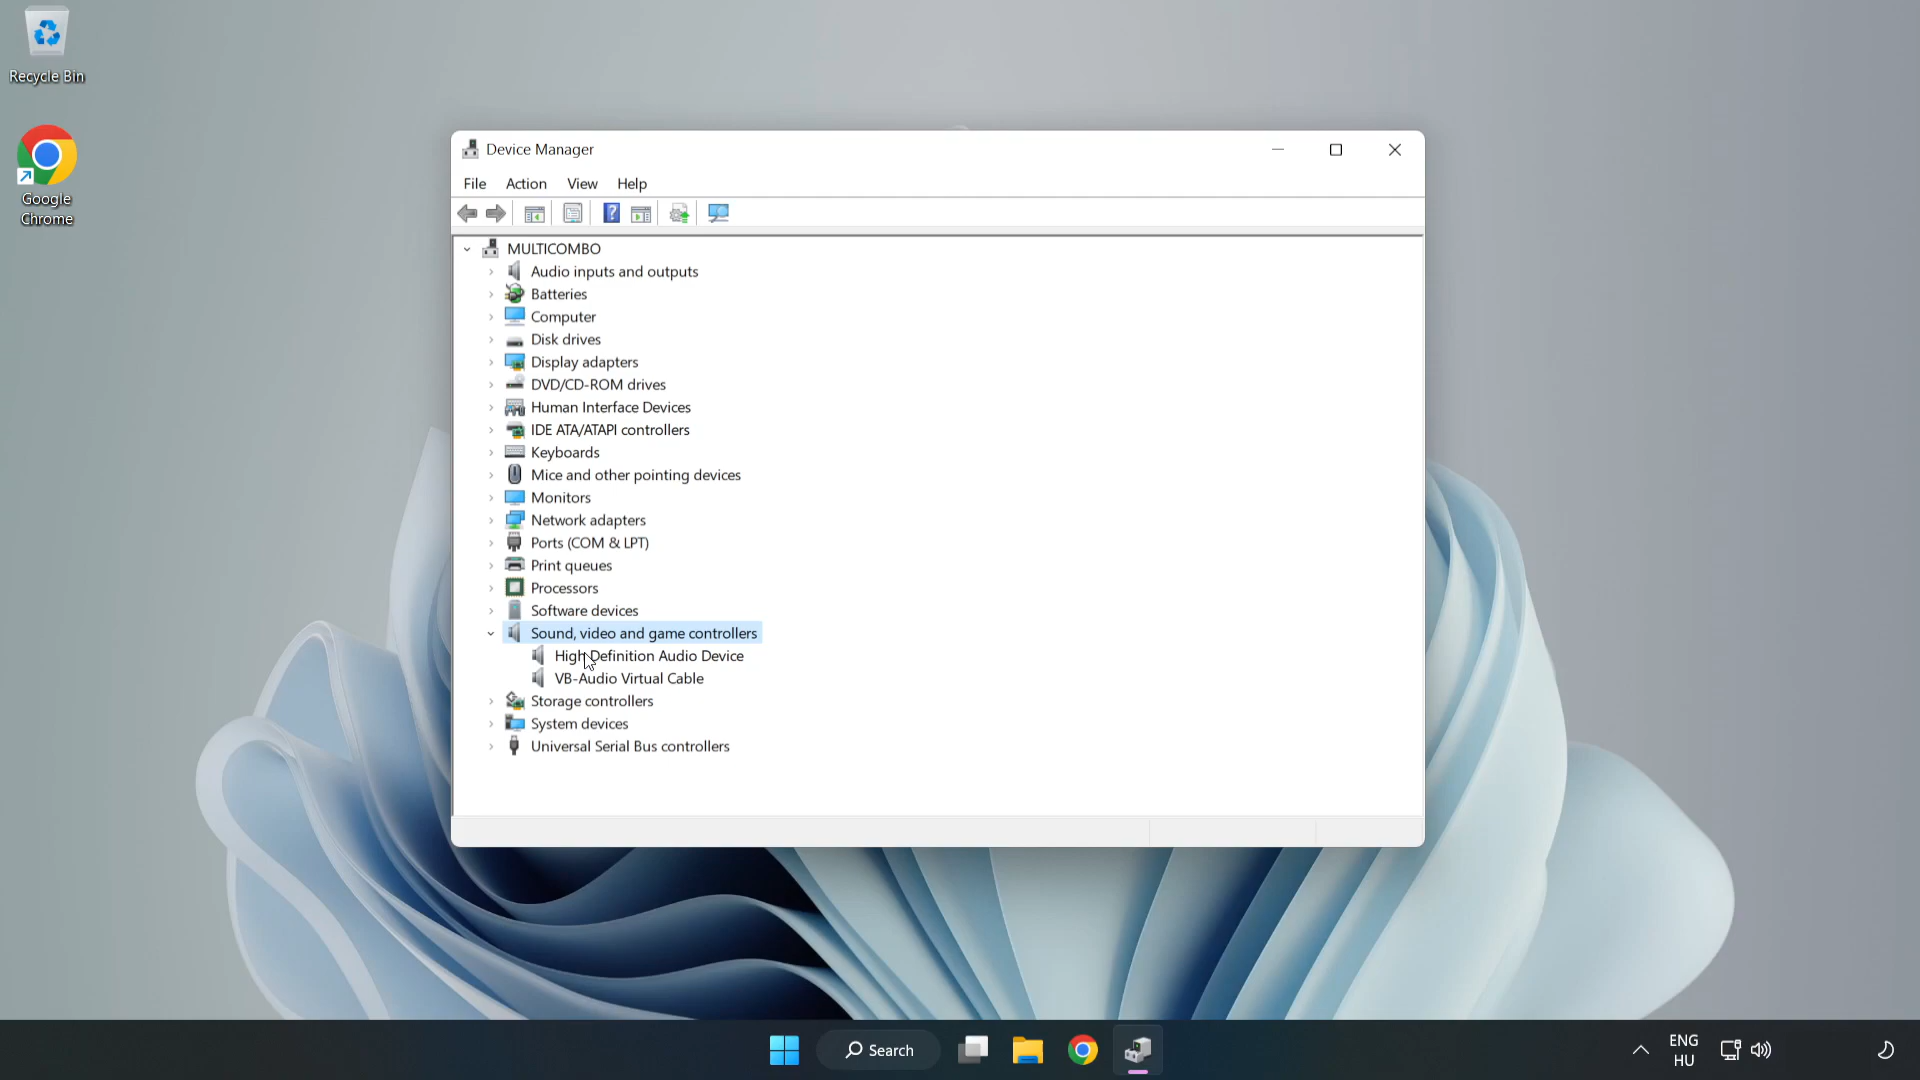 Recycle Bin
Google
Chrome
Device Manager
File Action View Help
MULTICOMBO
Audio inputs and outputs
Batteries
Computer
Disk drives
Display adapters
DVD/CD-ROM drives
Human Interface Devices
IDE ATA/ATAPI controllers
Keyboards
Mice and other pointing devices
Monitors
Network adapters
Ports (COM & LPT)
Print queues
Processors
Software devices
Sound, video and game controllers
High Definition Audio Device
VB-Audio Virtual Cable
Storage controllers
System devices
Universal Serial Bus controllers
Search
ENG
HU